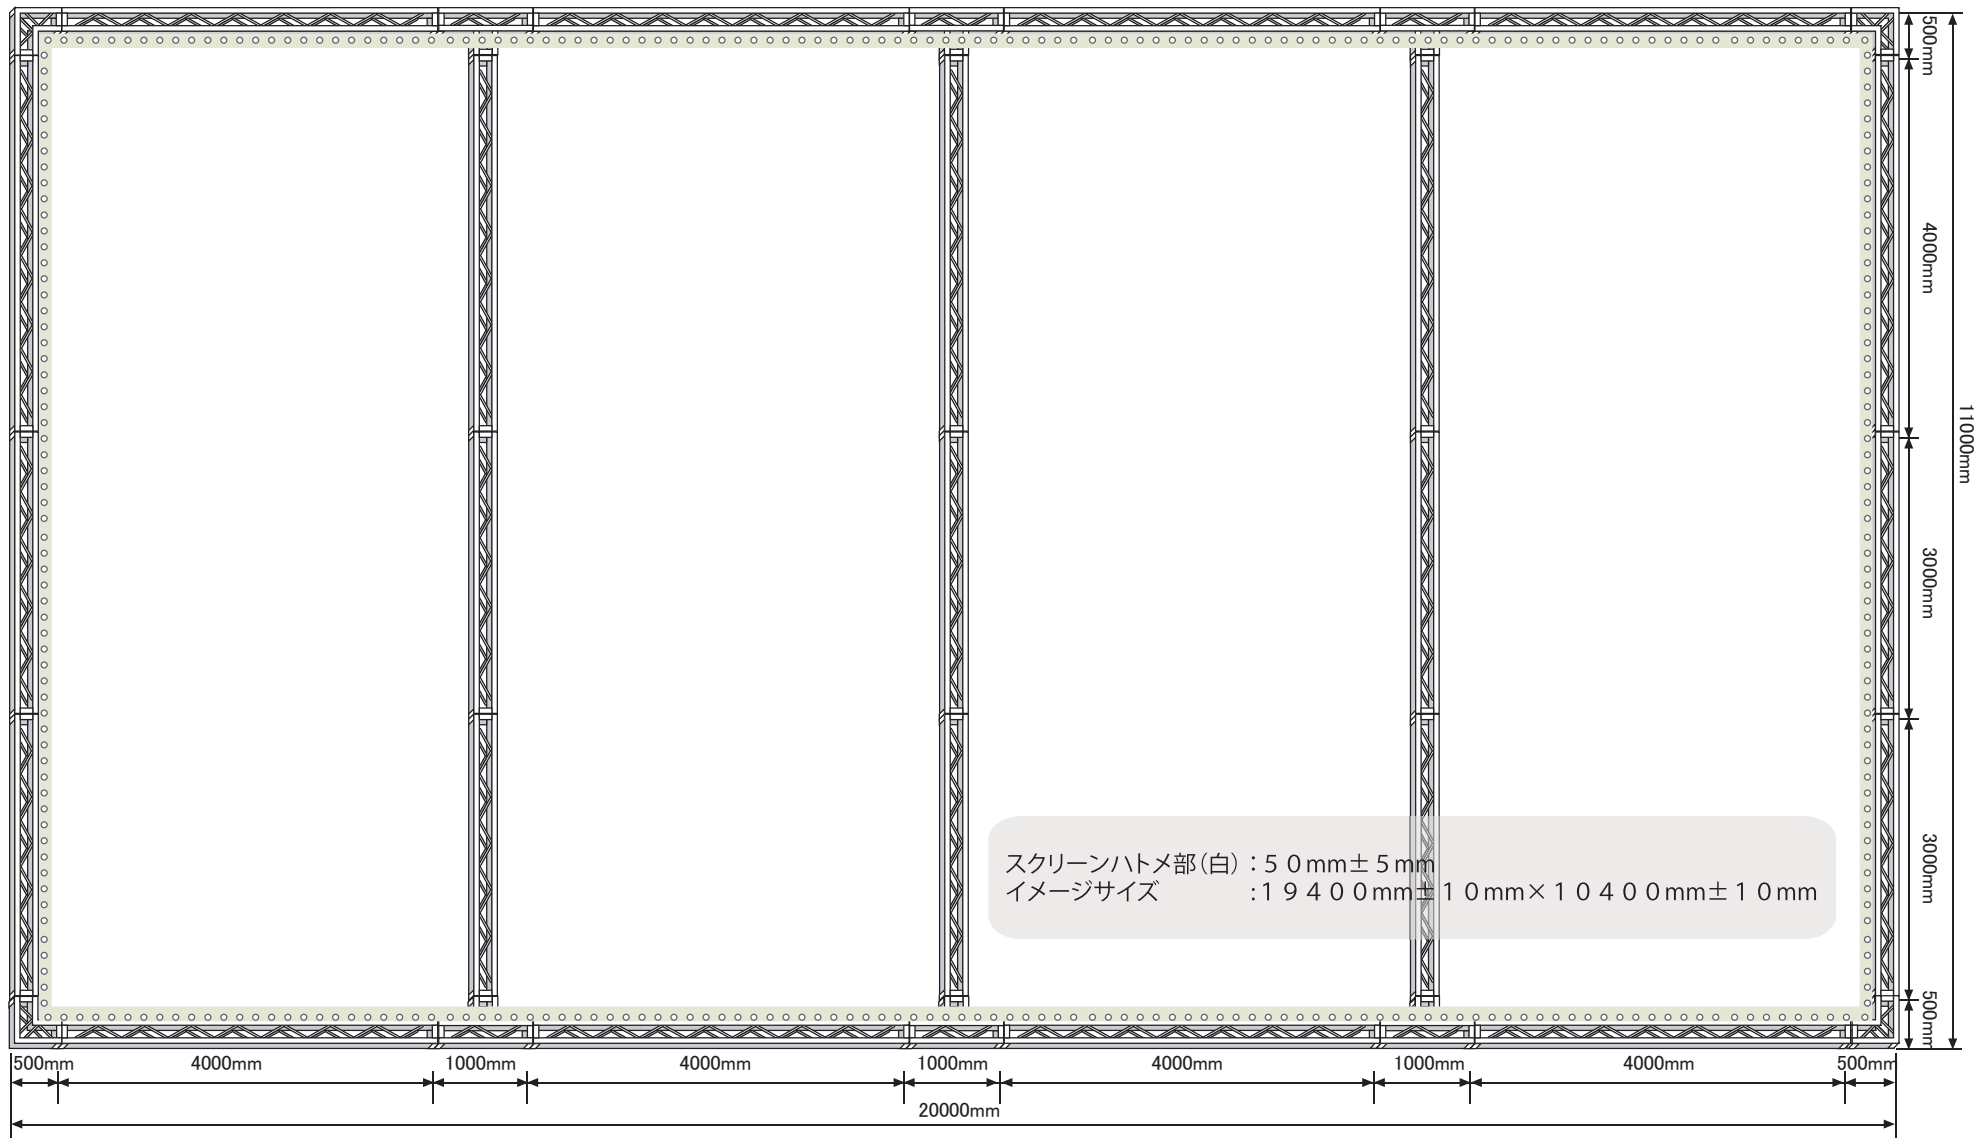 500mm
4000mm
11000mm
3000mm
3000mm
500mm
スクリーンハトメ部（白）：５０mm±５mm
イメージサイズ　　　：１９４００mm±１０mm×１０４００mm±１０mm
500mm 4000mm 1000mm 4000mm 1000mm 4000mm 1000mm 4000mm 500mm
20000mm